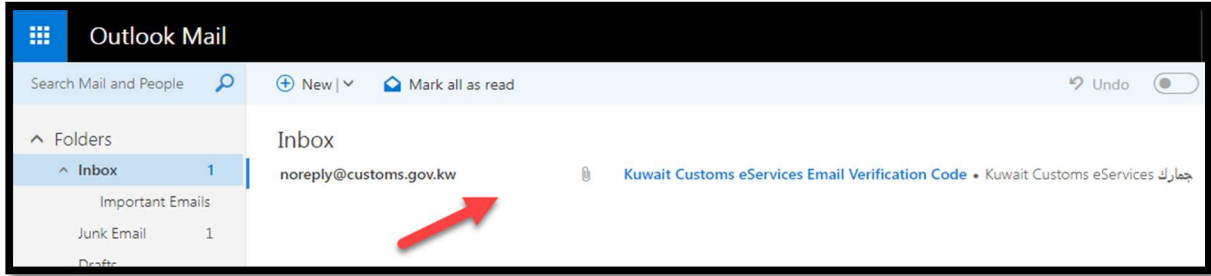 Outlook Mail
Search Mail and People
New
Mark all as read
Undo
Folders
Inbox 1
Important Emails
Junk Email 1
Drafts
Inbox
noreply@customs.gov.kw Kuwait Customs eServices Email Verification Code • Kuwait Customs eServices جمارك